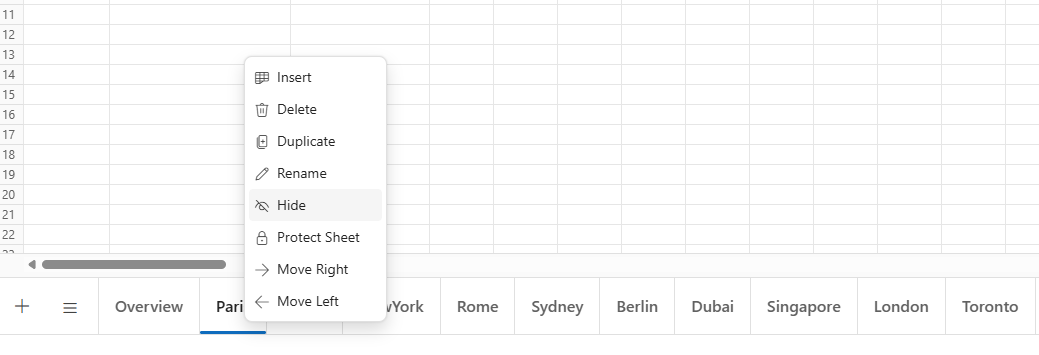 11
12
13
14
15
16
17
18
19
20
21
22
Insert
Delete
Duplicate
Rename
Hide
Protect Sheet
Move Right
Move Left
Overview
Pari
York
Rome
Sydney
Berlin
Dubai
Singapore
London
Toronto